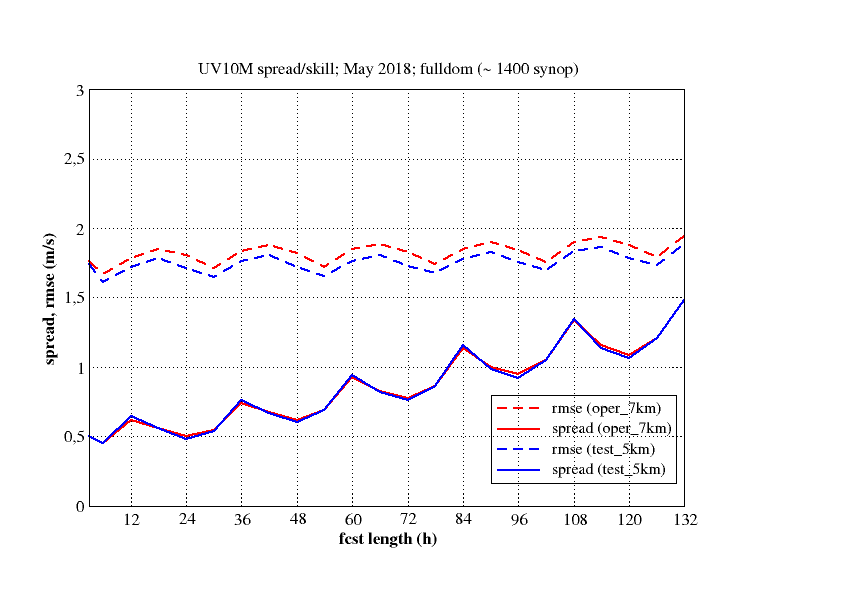 UV10M spread/skill; May 2018; fulldom (~ 1400 synop)
3
2,5
2
1,5
1
0,5
0
spread, rmse (m/s)
rmse (oper_7km)
spread (oper_7km)
rmse (test_5km)
spread (test_5km)
12 24 36 48 60 72 84 96 108 120 132
fcst length (h)